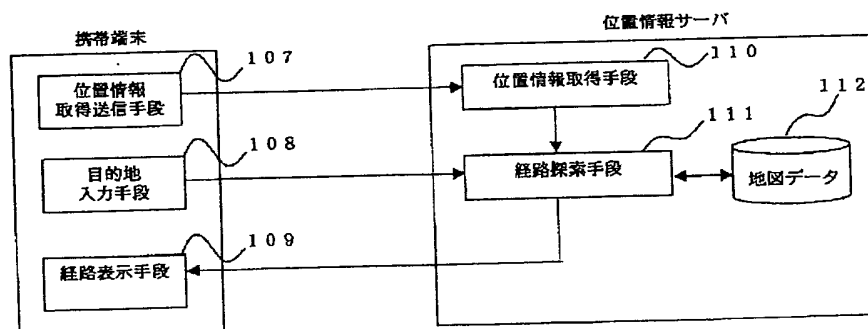 携帯端末
位置情報サーバ
位置情報
取得送信手段
107
位置情報取得手段
110
目的地
入力手段
108
経路探索手段
111
地図データ
112
経路表示手段
109